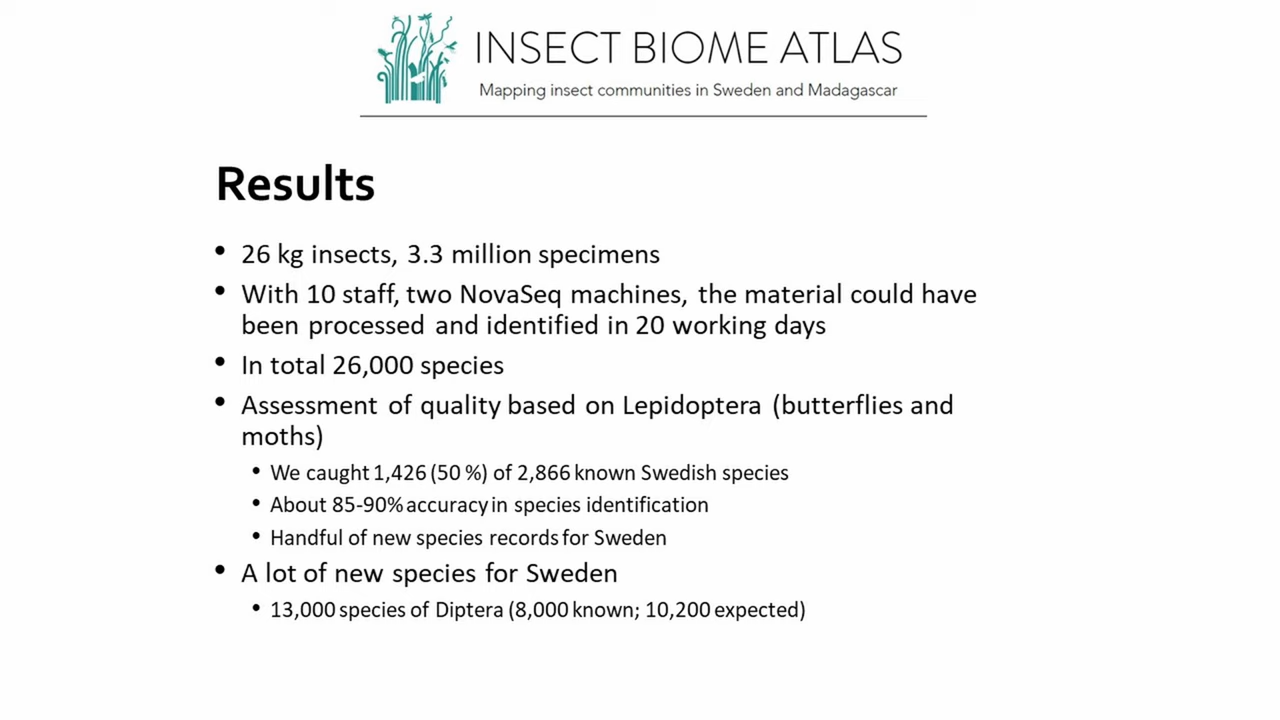 INSECT BIOME ATLAS
Mapping insect communities in Sweden and Madagascar
Results
• 26 kg insects, 3.3 million specimens
• With 10 staff, two NovaSeq machines, the material could have
been processed and identified in 20 working days
• In total 26,000 species
• Assessment of quality based on Lepidoptera (butterflies and
moths)
• We caught 1,426 (50 %) of 2,866 known Swedish species
• About 85-90% accuracy in species identification
• Handful of new species records for Sweden
• A lot of new species for Sweden
• 13,000 species of Diptera (8,000 known; 10,200 expected)